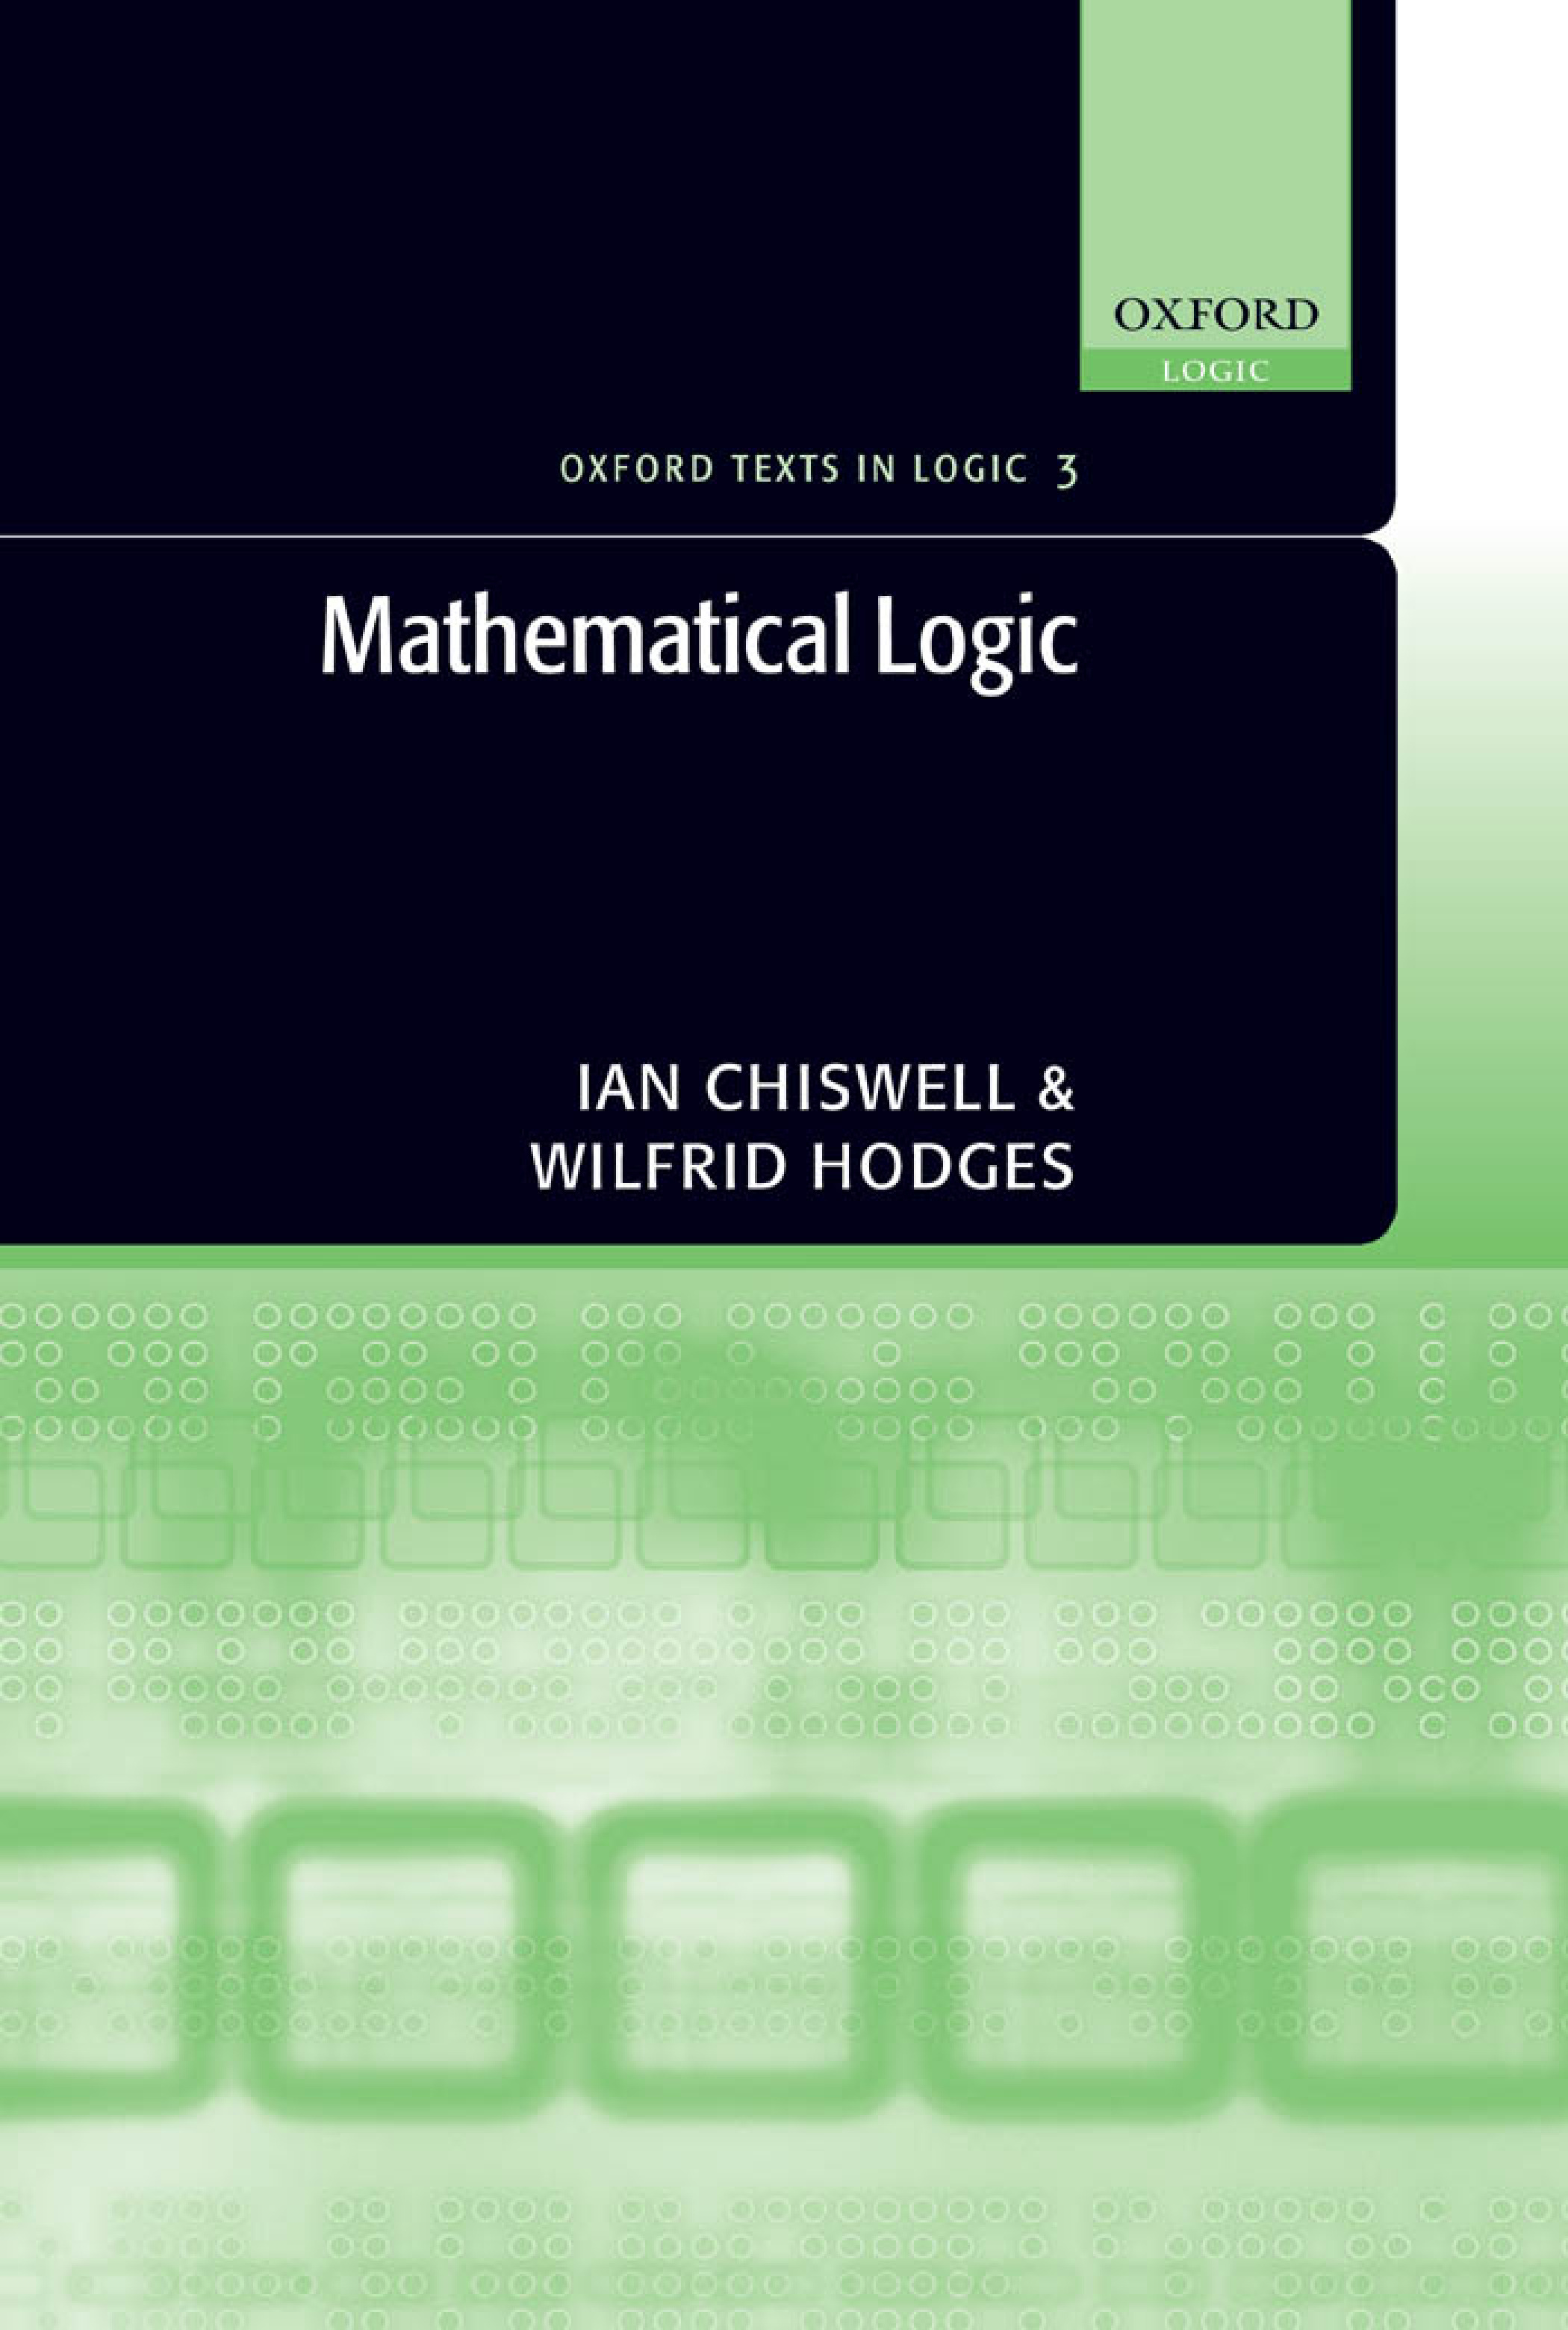 OXFORD
LOGIC
OXFORD TEXTS IN LOGIC 3
Mathematical Logic
IAN CHISWELL &
WILFRID HODGES